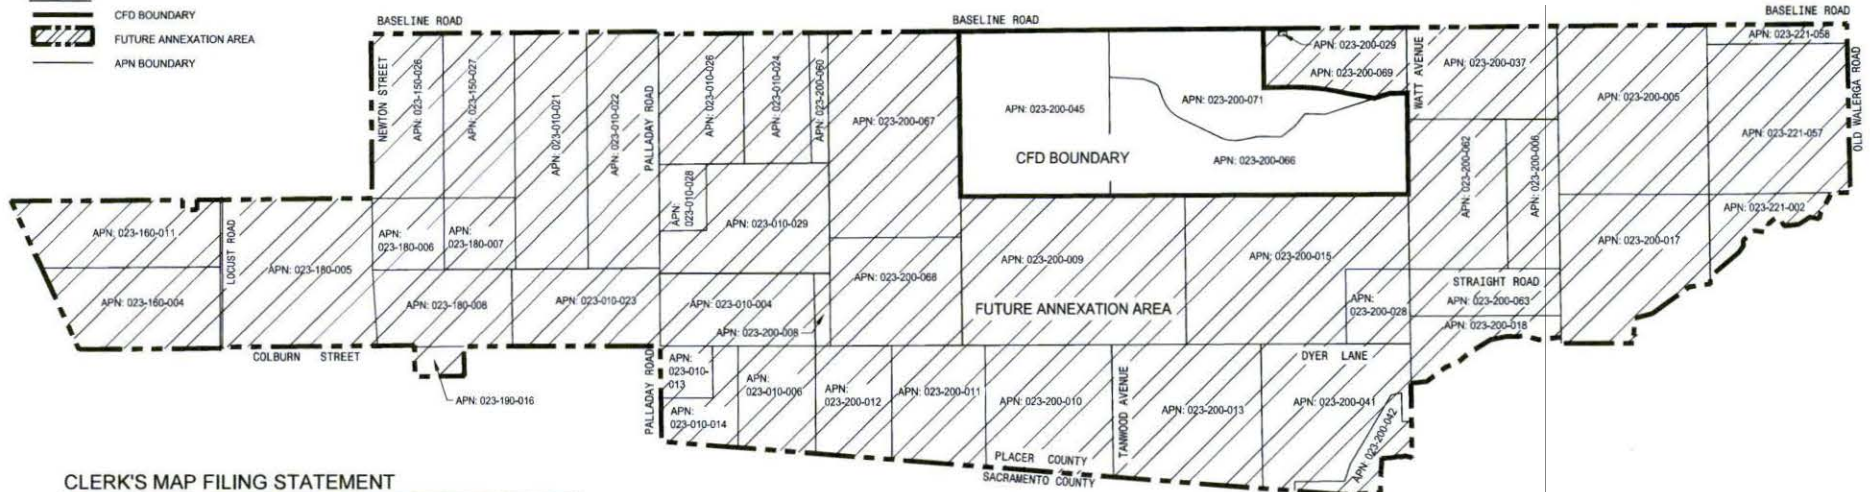 CFD BOUNDARY
FUTURE ANNEXATION AREA
APN BOUNDARY
BASELINE ROAD
BASELINE ROAD
BASELINE ROAD
NEWTON STREET
APN: 023-150-026
APN: 023-150-027
APN: 023-010-021
APN: 023-010-022
PALLADAY ROAD
APN: 023-010-026
APN: 023-010-024
APN: 023-200-060
APN: 023-200-067
APN: 023-200-045
APN: 023-200-071
CFD BOUNDARY
APN: 023-200-066
APN: 023-200-029
APN: 023-200-069
WATT AVENUE
APN: 023-200-037
APN: 023-200-005
APN: 023-221-058
APN: 023-221-057
OLD WALERGA ROAD
APN: 023-200-062
APN: 023-200-006
APN: 023-221-002
APN: 023-200-017
APN: 023-160-011
LOCUST ROAD
APN: 023-180-005
APN:
023-180-006
APN:
023-180-007
APN:
023-010-028
APN: 023-010-029
APN: 023-160-004
APN: 023-180-008
APN: 023-010-023
APN: 023-010-004
APN: 023-200-008
APN: 023-200-068
APN: 023-200-009
APN: 023-200-015
FUTURE ANNEXATION AREA
APN:
023-200-028
STRAIGHT ROAD
APN: 023-200-063
APN: 023-200-018
COLBURN STREET
APN: 023-190-016
PALLADAY ROAD
APN:
023-010-
013
APN:
023-010-014
APN:
023-010-006
APN:
023-200-012
APN: 023-200-011
APN: 023-200-010
TANWOOD AVENUE
APN: 023-200-013
DYER LANE
APN: 023-200-041
APN: 023-200-042
PLACER COUNTY
SACRAMENTO COUNTY
CLERK'S MAP FILING STATEMENT